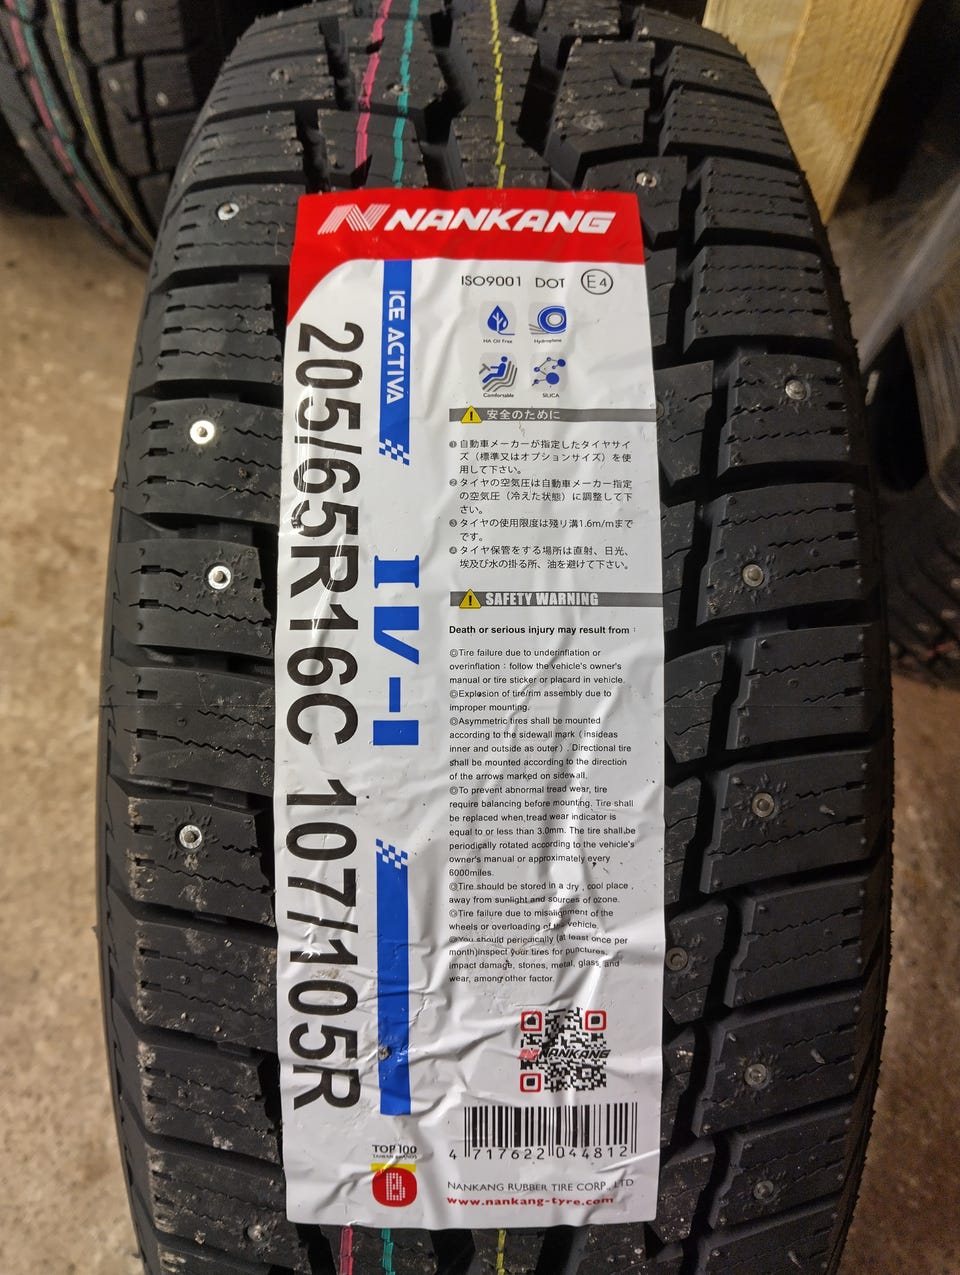 NANKANG
ISO9001 DOT E4
ICE ACTIVA
IV-1
205/65R16C 107/105R
HA Oil Free
Hydroplane
Comfortable
SILICA
安全のために
❶自動車メーカーが指定したタイヤサイ
ズ（標準又はオプションサイズ）を使
用して下さい。
❷タイヤの空気圧は自動車メーカー指定
の空気圧（冷えた状態）に調整して下
さい。
❸タイヤの使用限度は残リ溝1.6m/mまで
です。
❹タイヤ保管をする場所は直射、日光、
埃及び水の掛る所、油を避けて下さい。
SAFETY WARNING
Death or serious injury may result from :
◎Tire failure due to underinflation or
overinflation : follow the vehicle's owner's
manual or tire sticker or placard in vehicle.
◎Explosion of tire/rim assembly due to
improper mounting.
◎Asymmetric tires shall be mounted
according to the sidewall mark ( insideas
inner and outside as outer ) . Directional tire
shall be mounted according to the direction
of the arrows marked on sidewall.
◎To prevent abnormal tread wear, tire
require balancing before mounting. Tire shall
be replaced when tread wear indicator is
equal to or less than 3.0mm. The tire shall be
periodically rotated according to the vehicle's
owner's manual or approximately every
6000miles.
◎Tire should be stored in a dry , cool place ,
away from sunlight and sources of ozone.
◎Tire failure due to misalignment of the
wheels or overloading of the vehicle.
◎You should periodically (at least once per
month)inspect your tires for punctures,
impact damage, stones, metal, glass, and
wear, among other factor.
NANKANG
4 717622 044812
TOP 100
TAIWAN BRANDS
B
NANKANG RUBBER TIRE CORP., LTD
www.nankang-tyre.com